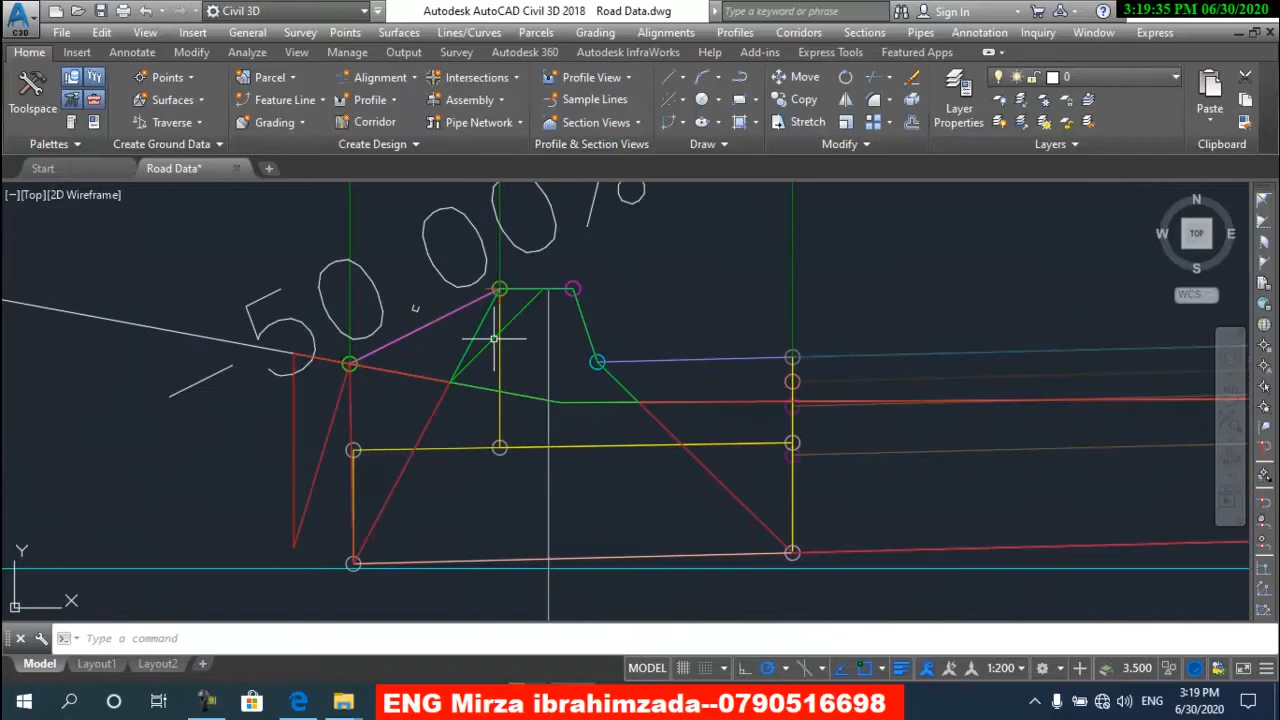 3:19:35 PM 06/30/2020
C3D
Civil 3D
Autodesk AutoCAD Civil 3D 2018 Road Data.dwg
Type a keyword or phrase
Sign In
File Edit View Insert General Survey Points Surfaces Lines/Curves Parcels Grading Alignments Profiles Corridors Sections Pipes Annotation Inquiry Window Express
Home Insert Annotate Modify Analyze View Manage Output Survey Autodesk 360 Autodesk InfraWorks Help Add-ins Express Tools Featured Apps
Toolspace
Points
Surfaces
Traverse
Parcel
Feature Line
Grading
Alignment
Profile
Corridor
Intersections
Assembly
Pipe Network
Profile View
Sample Lines
Section Views
Move
Copy
Stretch
Layer
Properties
0
Paste
Palettes
Create Ground Data
Create Design
Profile & Section Views
Draw
Modify
Layers
Clipboard
Start
Road Data*
[−][Top][2D Wireframe]
N
W
TOP
E
S
WCS
-50.00%
Y
X
Type a command
Model
Layout1
Layout2
MODEL
1:200
3.500
ENG Mirza ibrahimzada--0790516698
ENG
3:19 PM
6/30/2020